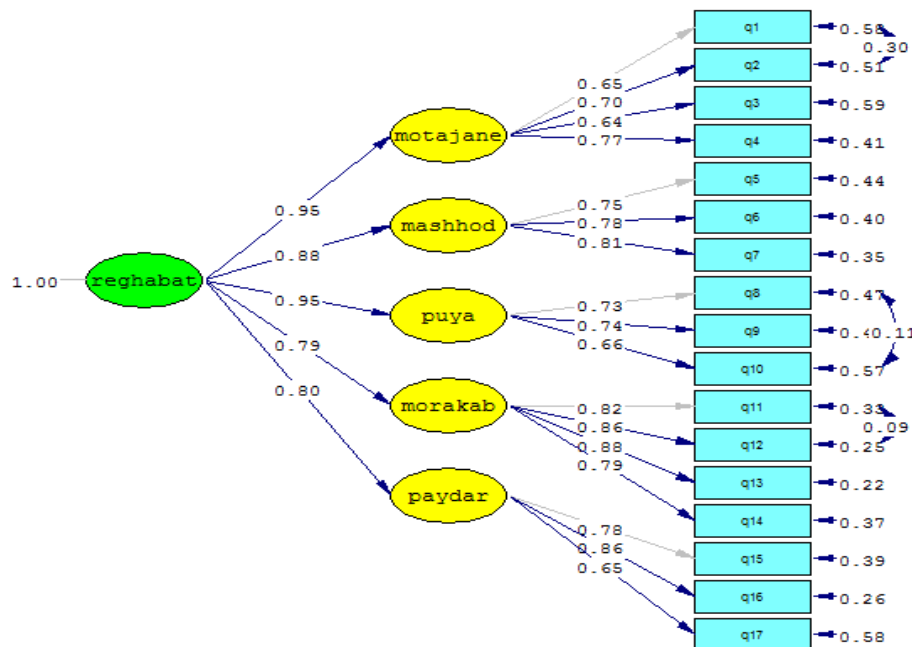 1.00
reghabat
0.95
0.88
0.95
0.79
0.80
motajane
mashhod
puya
morakab
paydar
0.65
0.70
0.64
0.77
0.75
0.78
0.81
0.73
0.74
0.66
0.82
0.86
0.88
0.79
0.78
0.86
0.65
q1 0.58
0.30
q2 0.51
q3 0.59
q4 0.41
q5 0.44
q6 0.40
q7 0.35
q8 0.47
q9 0.11
q10 0.57
q11 0.33
0.09
q12 0.25
q13 0.22
q14 0.37
q15 0.39
q16 0.26
q17 0.58